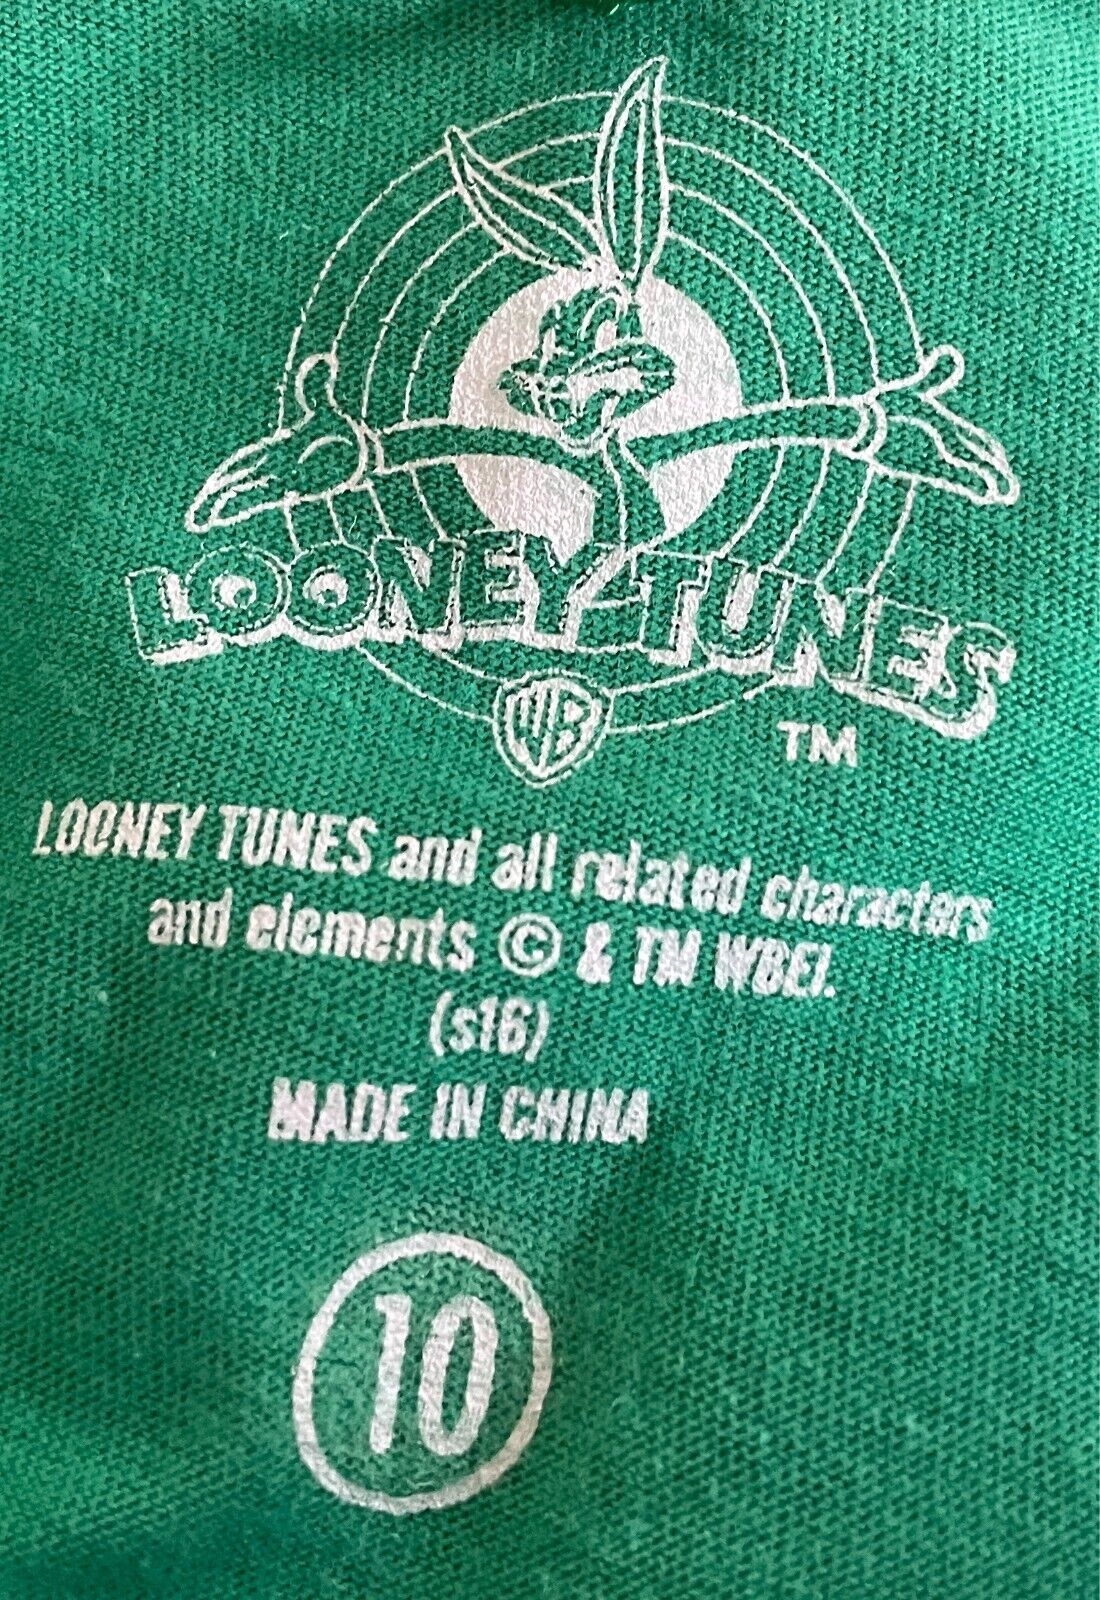 LOONEY TUNES
WB
TM
LOONEY TUNES and all related characters
and elements © & TM WBEI.
(s16)
MADE IN CHINA
10